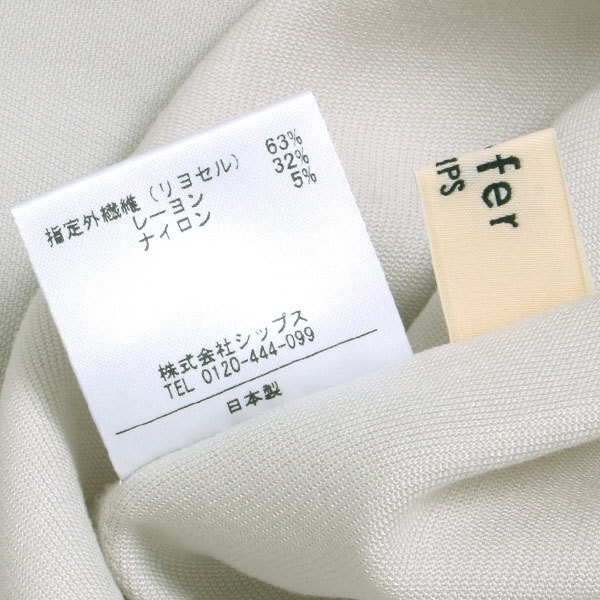 指定外繊維(リヨセル) 63%
レーヨン 32%
ナイロン 5%
株式会社シップス
TEL 0120-444-099
日本製
fer
IPS